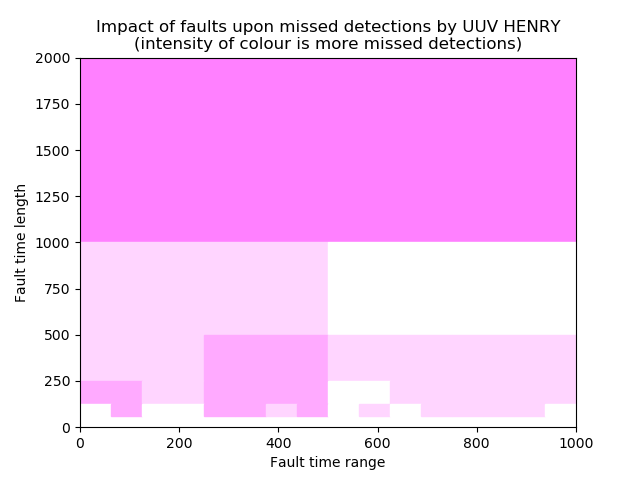 Impact of faults upon missed detections by UUV HENRY
(intensity of colour is more missed detections)
2000
1750
1500
1250
1000
750
500
250
0
Fault time length
0 200 400 600 800 1000
Fault time range